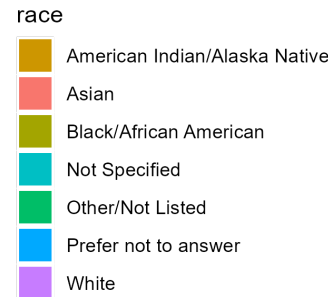 race
American Indian/Alaska Native
Asian
Black/African American
Not Specified
Other/Not Listed
Prefer not to answer
White